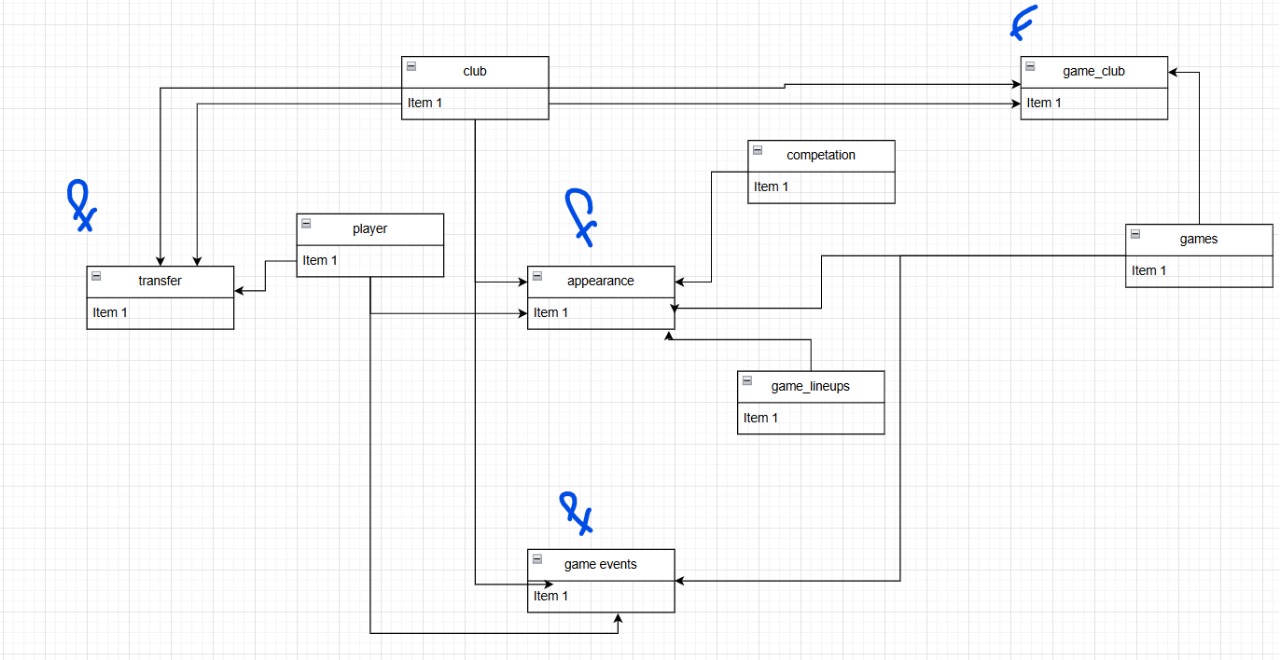 club
Item 1
game_club
Item 1
competation
Item 1
player
Item 1
games
Item 1
transfer
Item 1
appearance
Item 1
game_lineups
Item 1
game events
Item 1